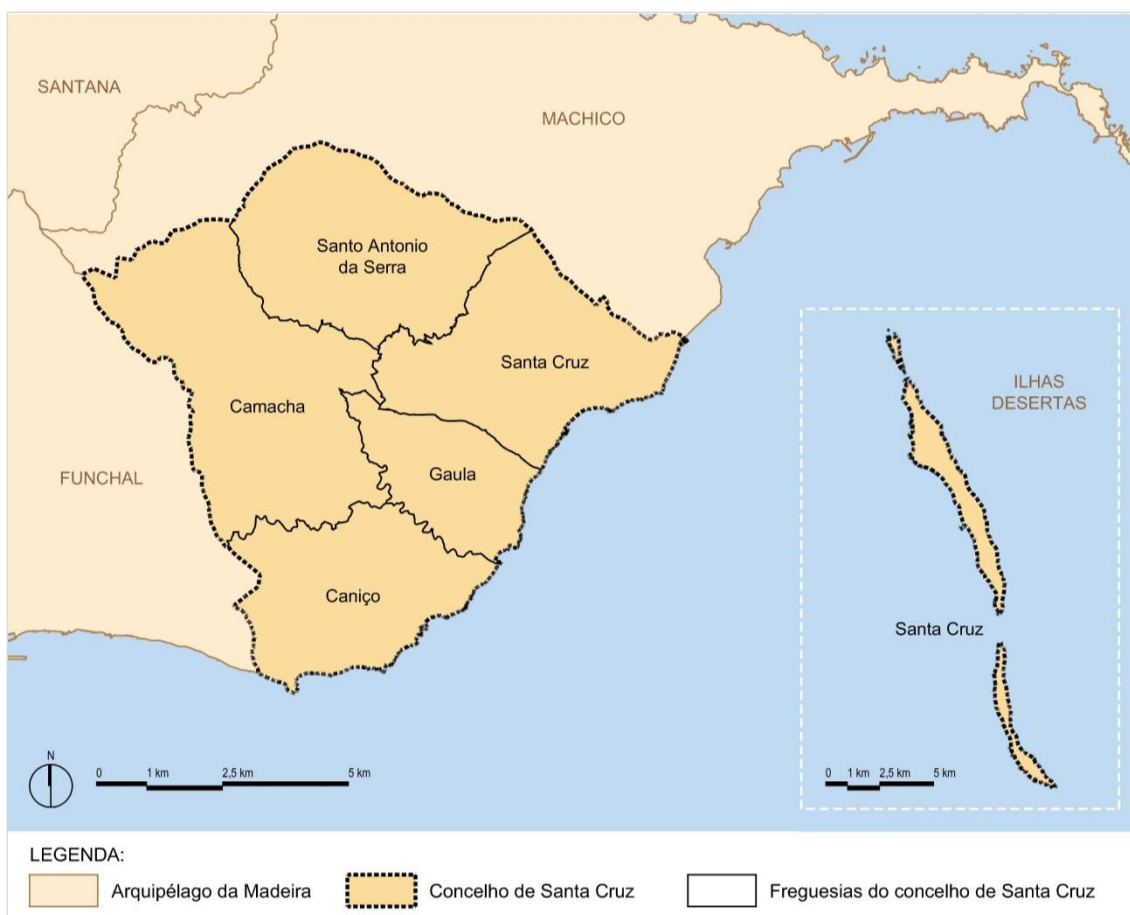 SANTANA
MACHICO
Santo Antonio
da Serra
Santa Cruz
ILHAS
DESERTAS
Camacha
FUNCHAL
Gaula
Caniço
Santa Cruz
N
0 1 km 2,5 km 5 km
0 1 km 2,5 km 5 km
LEGENDA:
Arquipélago da Madeira
Concelho de Santa Cruz
Freguesias do concelho de Santa Cruz